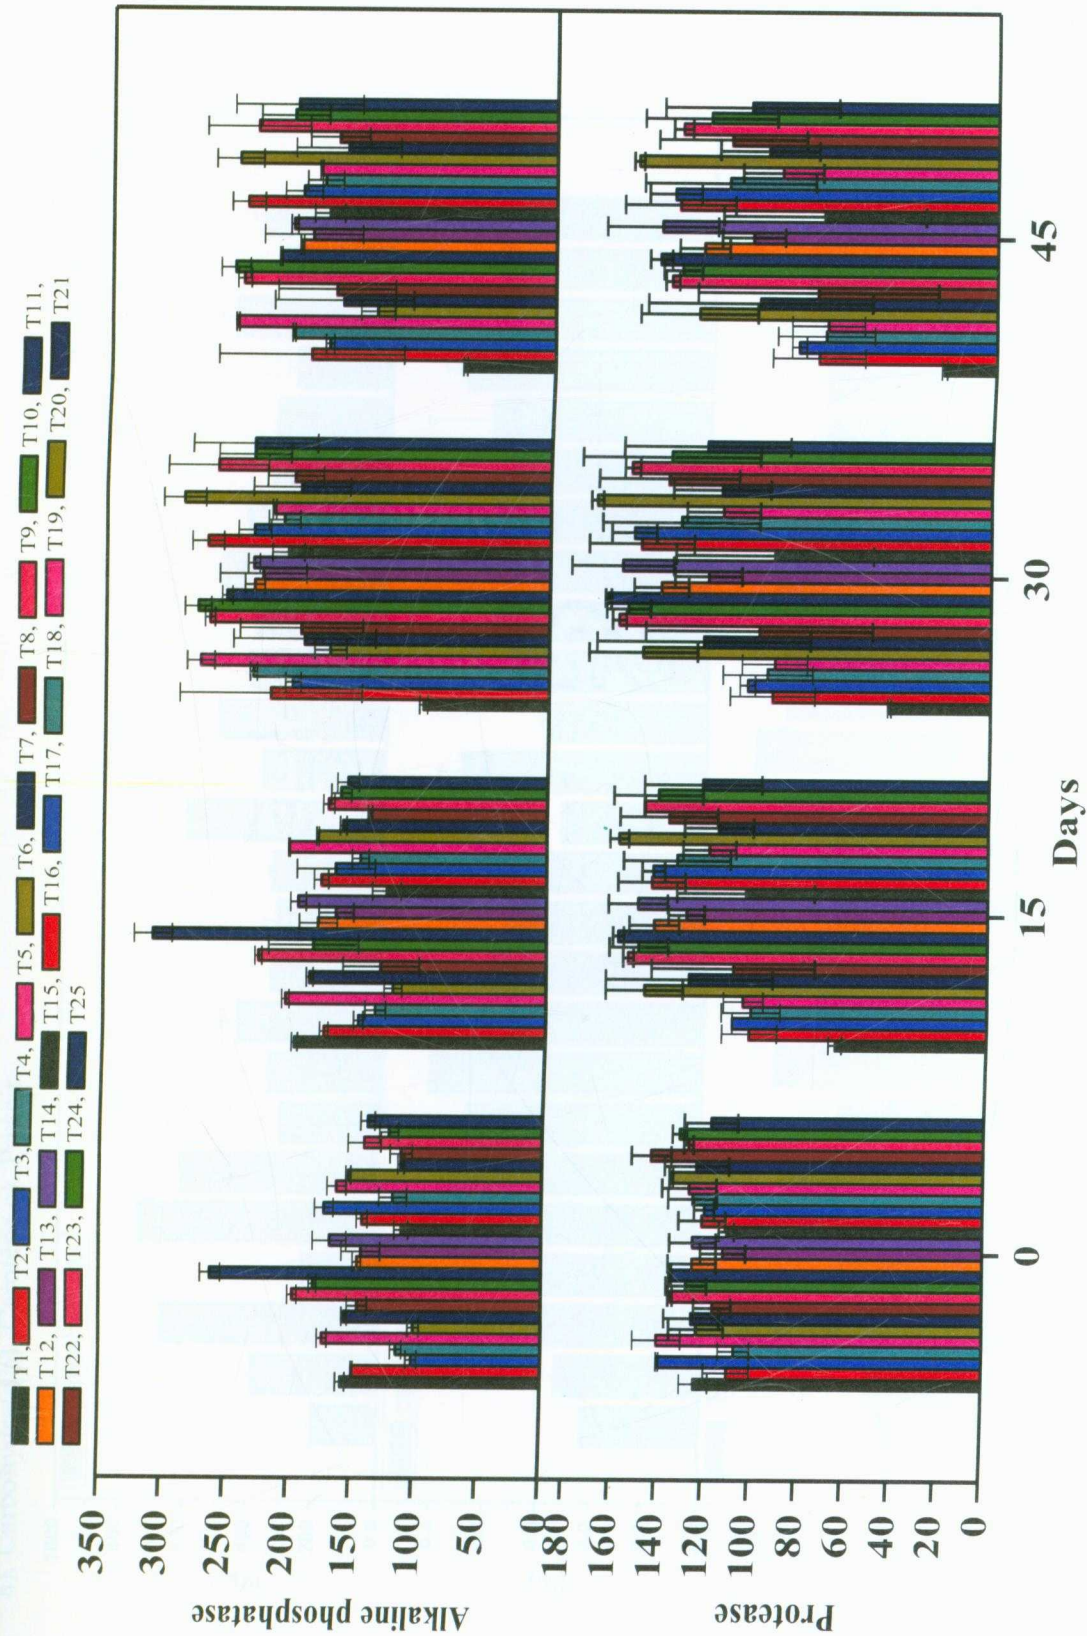 T1, T2, T3, T4, T5, T6, T7, T8, T9, T10, T11,
T12, T13, T14, T15, T16, T17, T18, T19, T20, T21
T22, T23, T24, T25
Alkaline phosphatase
350
300
250
200
150
100
50
0
Protease
180
160
140
120
100
80
60
40
20
0
0 15 30 45
Days